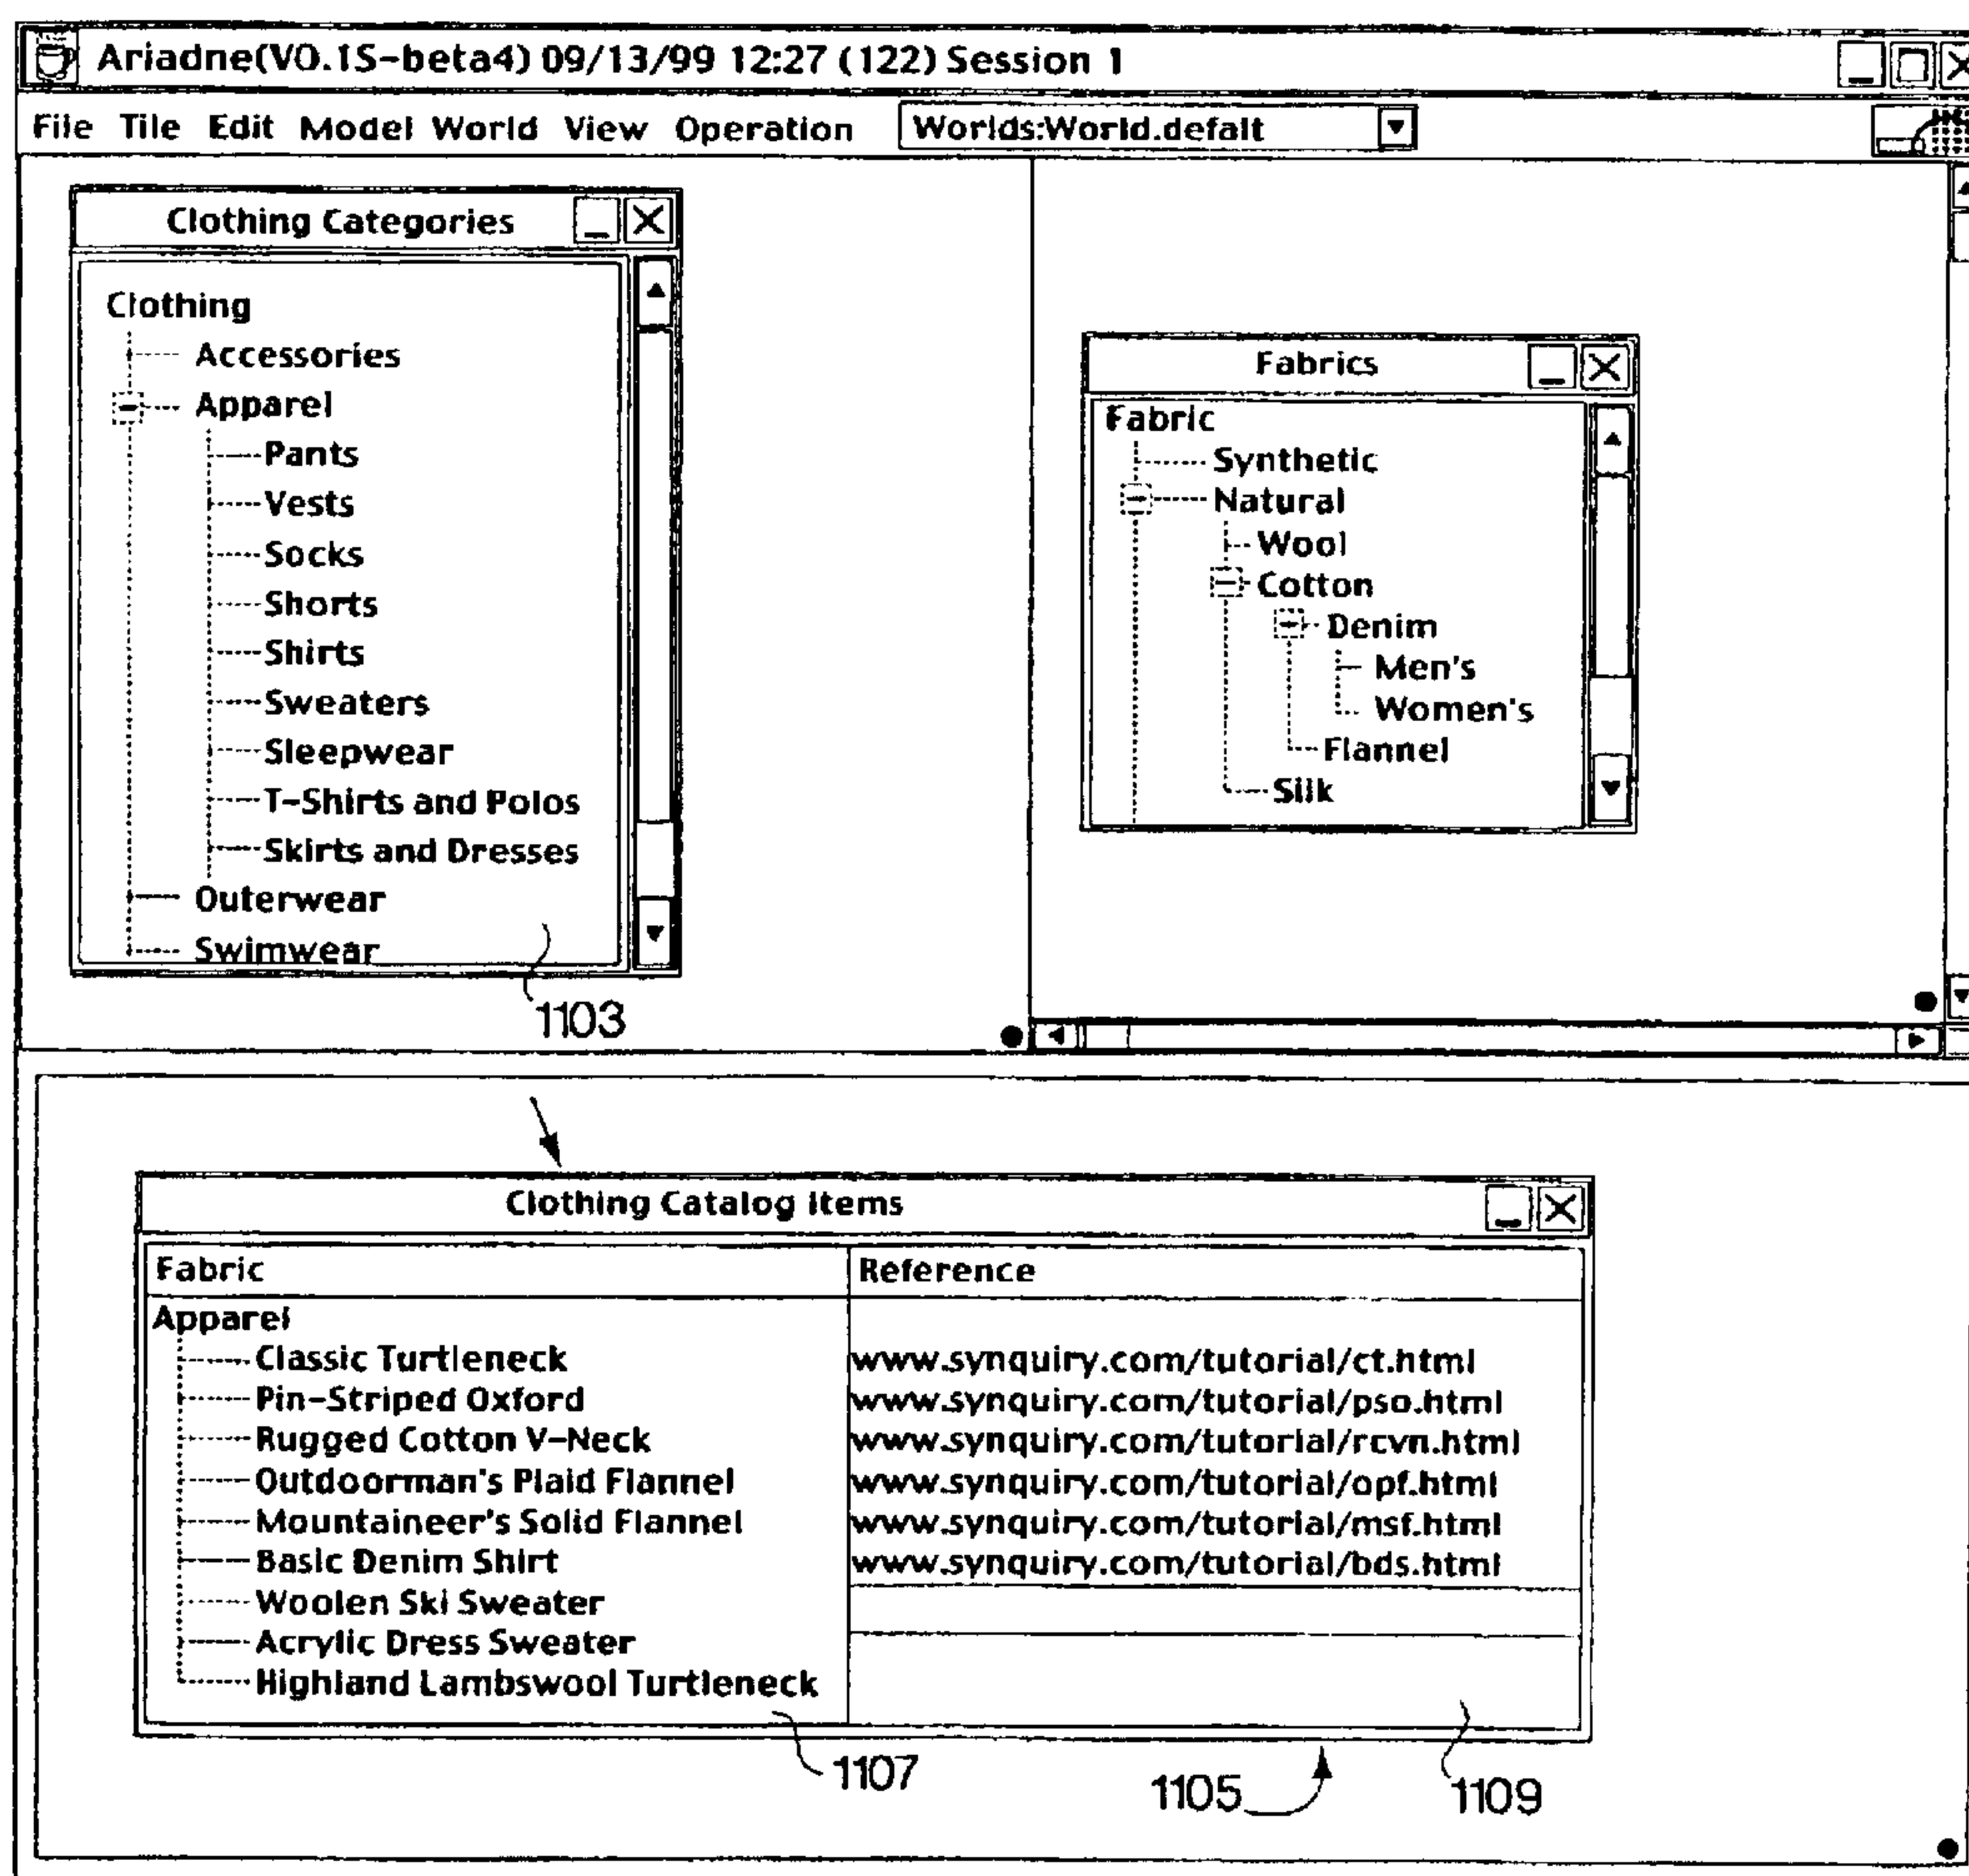 Ariadne(V0.1S-beta4) 09/13/99 12:27 (122) Session 1
File Tile Edit Model World View Operation Worlds:World.defalt
Clothing Categories
Clothing
Accessories
Apparel
Pants
Vests
Socks
Shorts
Shirts
Sweaters
Sleepwear
T-Shirts and Polos
Skirts and Dresses
Outerwear
Swimwear
1103
Fabrics
Fabric
Synthetic
Natural
Wool
Cotton
Denim
Men's
Women's
Flannel
Silk
Clothing Catalog Items
Fabric Reference
Apparel
Classic Turtleneck www.synquiry.com/tutorial/ct.html
Pin-Striped Oxford www.synquiry.com/tutorial/pso.html
Rugged Cotton V-Neck www.synquiry.com/tutorial/rcvn.html
Outdoorman's Plaid Flannel www.synquiry.com/tutorial/opf.html
Mountaineer's Solid Flannel www.synquiry.com/tutorial/msf.html
Basic Denim Shirt www.synquiry.com/tutorial/bds.html
Woolen Ski Sweater
Acrylic Dress Sweater
Highland Lambswool Turtleneck
1107
1105
1109